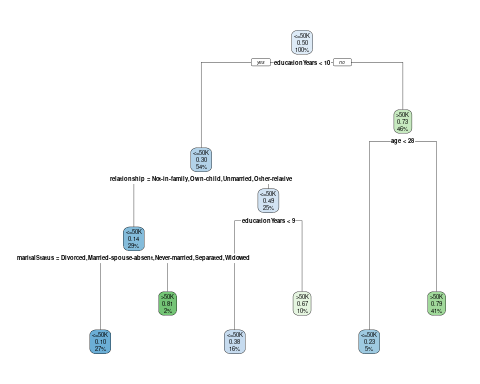 <=50K
0.50
100%
yes educationYears < 10 no
>50K
0.73
46%
age < 28
<=50K
0.30
54%
relationship = Not-in-family,Own-child,Unmarried,Other-relative
<=50K
0.49
25%
educationYears < 9
<=50K
0.14
29%
maritalStatus = Divorced,Married-spouse-absent,Never-married,Separated,Widowed
>50K
0.81
2%
>50K
0.67
10%
>50K
0.79
41%
<=50K
0.10
27%
<=50K
0.38
16%
<=50K
0.23
5%